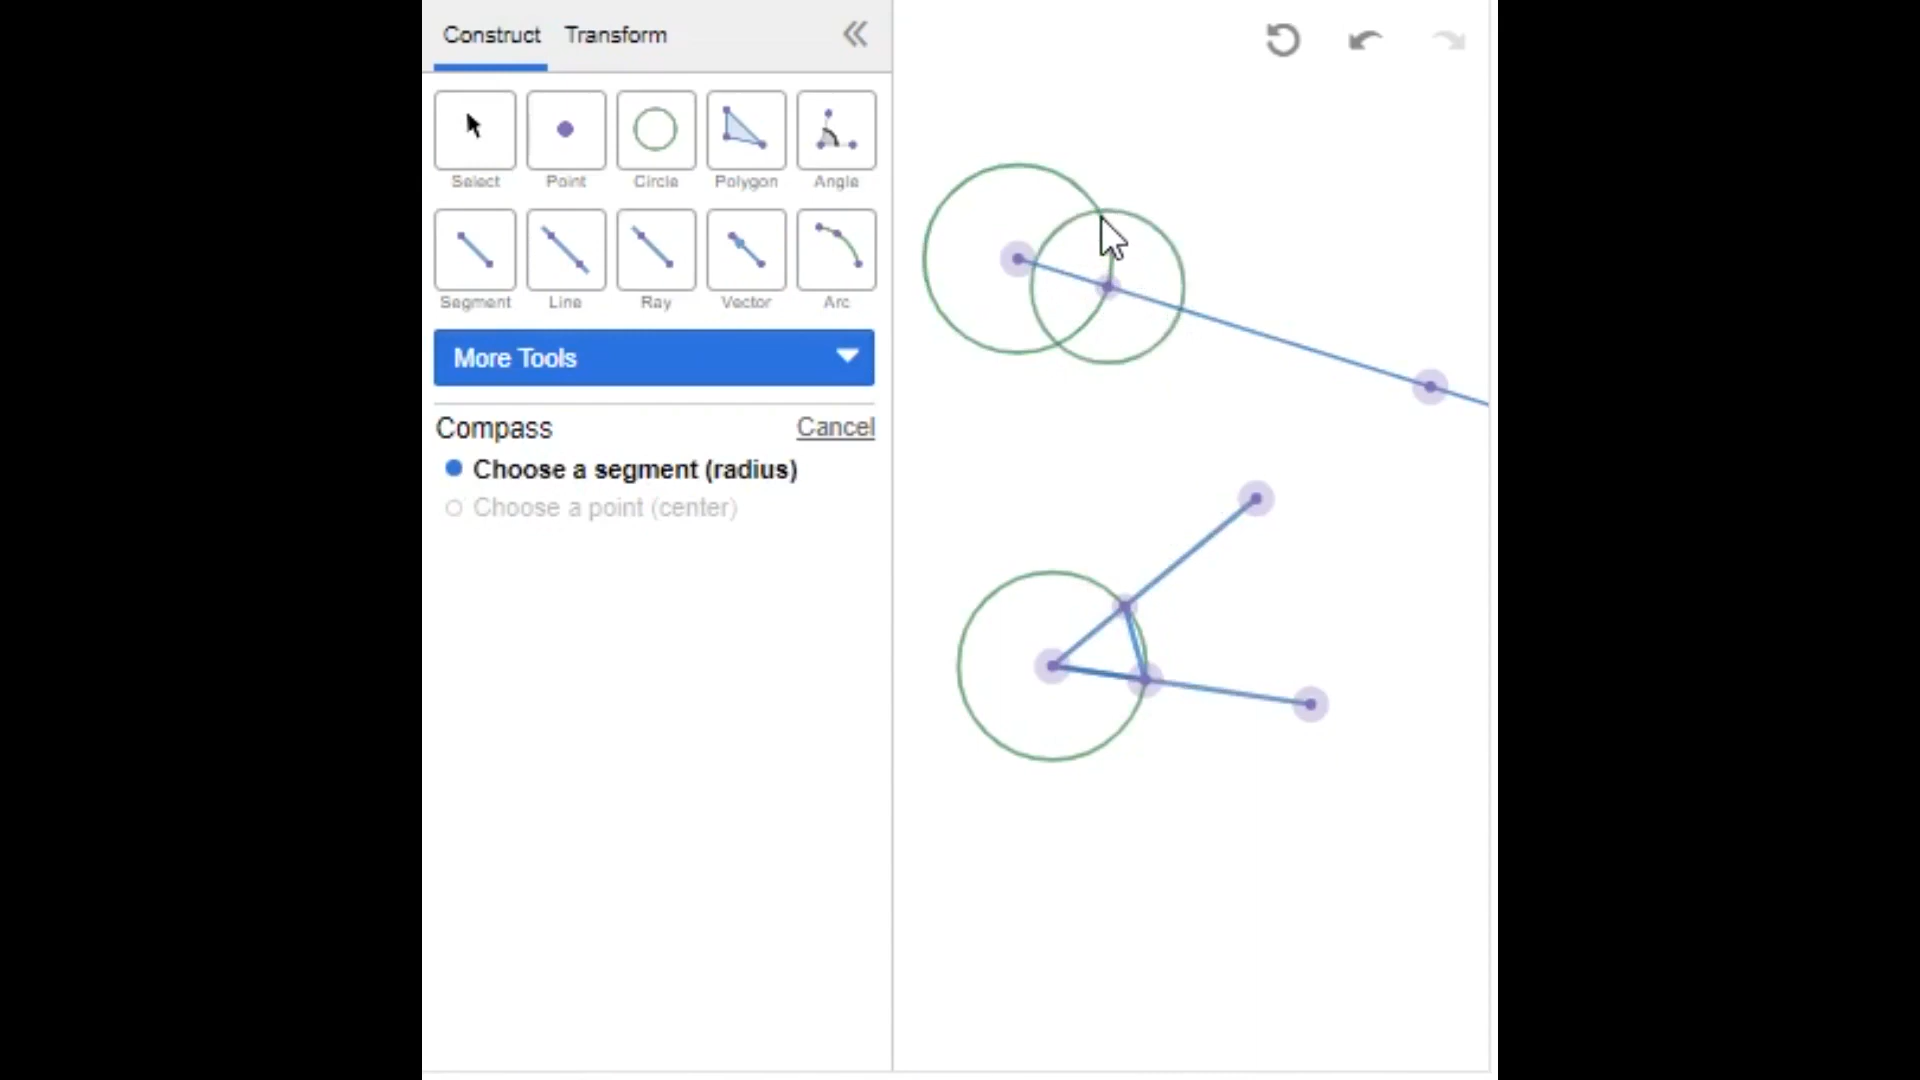 Construct Transform
Select Point Circle Polygon Angle
Segment Line Ray Vector Arc
More Tools
Compass Cancel
Choose a segment (radius)
Choose a point (center)